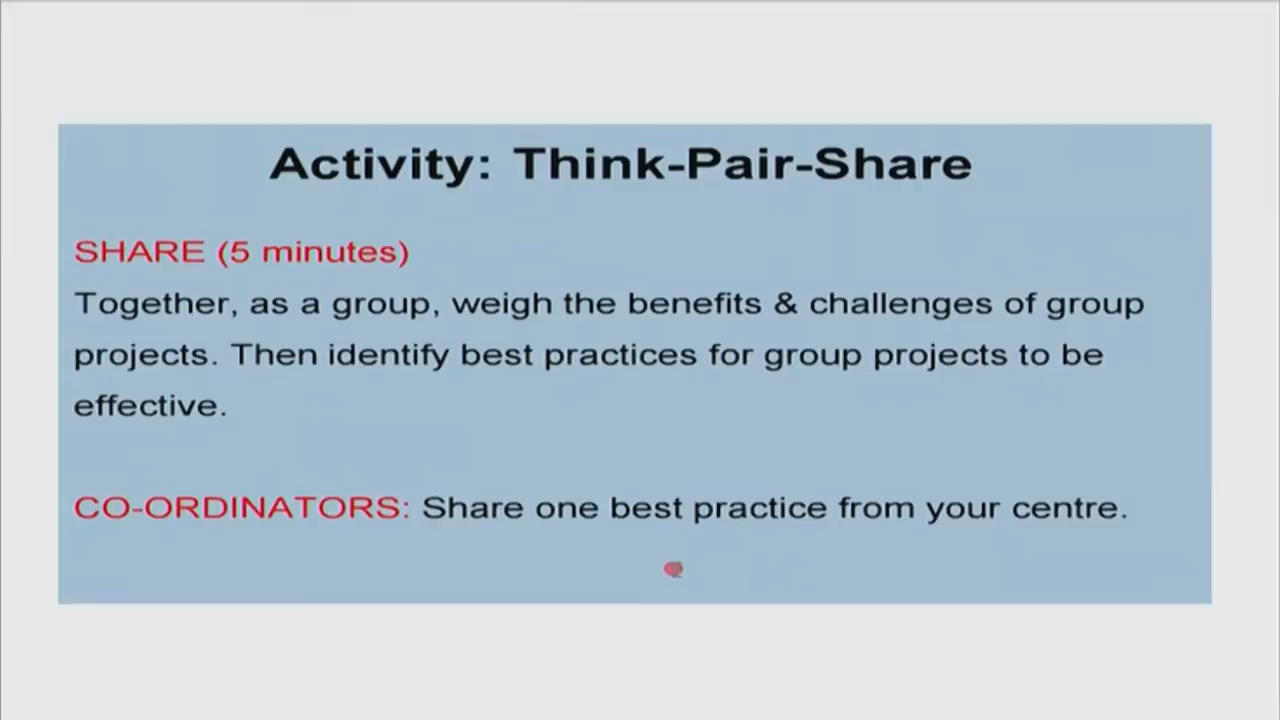 Activity: Think-Pair-Share
SHARE (5 minutes)
Together, as a group, weigh the benefits & challenges of group
projects. Then identify best practices for group projects to be
effective.
CO-ORDINATORS: Share one best practice from your centre.